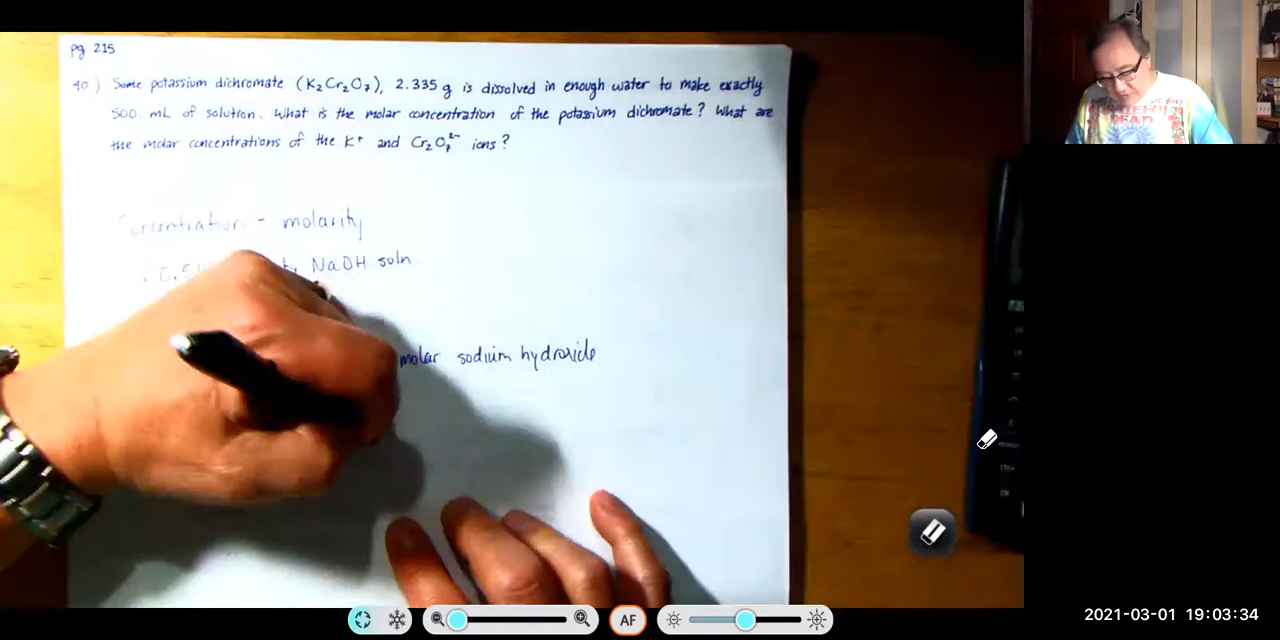 pg 215
40) Some potassium dichromate (K₂Cr₂O₇), 2.335 g is dissolved in enough water to make exactly
500 mL of solution. What is the molar concentration of the potassium dichromate? What are
the molar concentrations of the K⁺ and Cr₂O₇²⁻ ions?
Concentration - molarity
NaOH soln
molar sodium hydroxide
DEAD
AF
2021-03-01 19:03:34